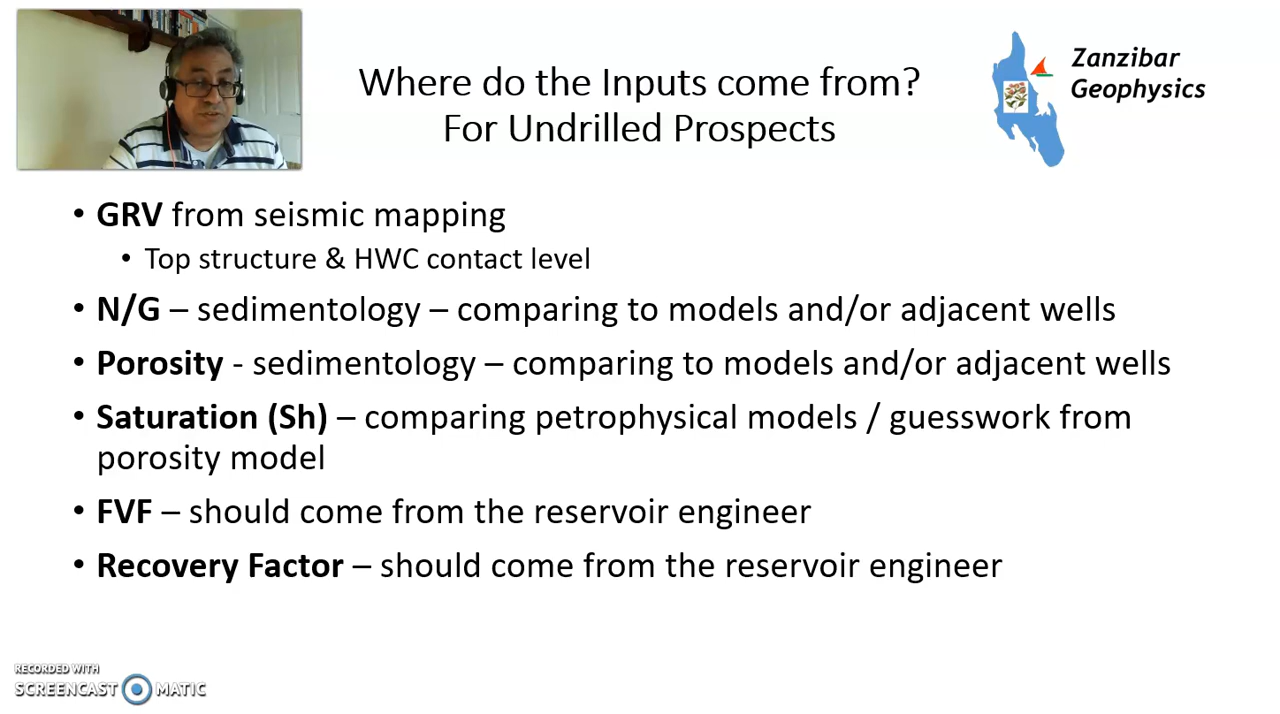 Where do the Inputs come from?
For Undrilled Prospects
Zanzibar
Geophysics
• GRV from seismic mapping
• Top structure & HWC contact level
• N/G – sedimentology – comparing to models and/or adjacent wells
• Porosity - sedimentology – comparing to models and/or adjacent wells
• Saturation (Sh) – comparing petrophysical models / guesswork from
porosity model
• FVF – should come from the reservoir engineer
• Recovery Factor – should come from the reservoir engineer
RECORDED WITH
SCREENCAST MATIC